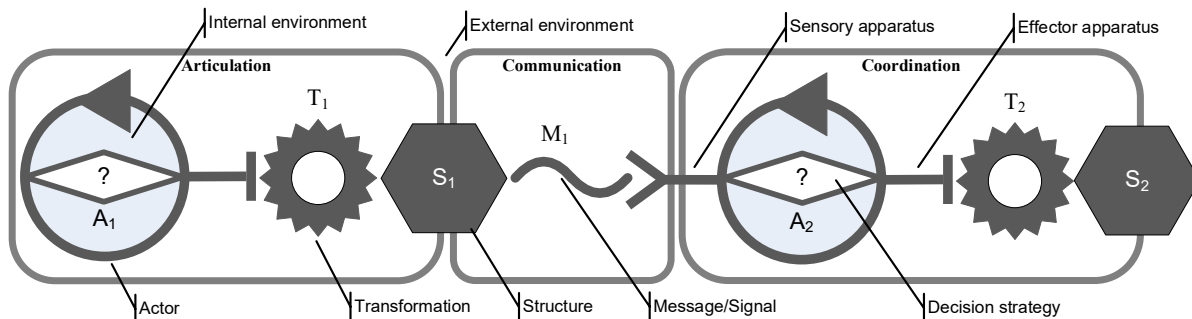 Internal environment
External environment
Sensory apparatus
Effector apparatus
Articulation
Communication
Coordination
T1
T2
M1
?
S1
?
S2
A1
A2
Actor
Transformation
Structure
Message/Signal
Decision strategy